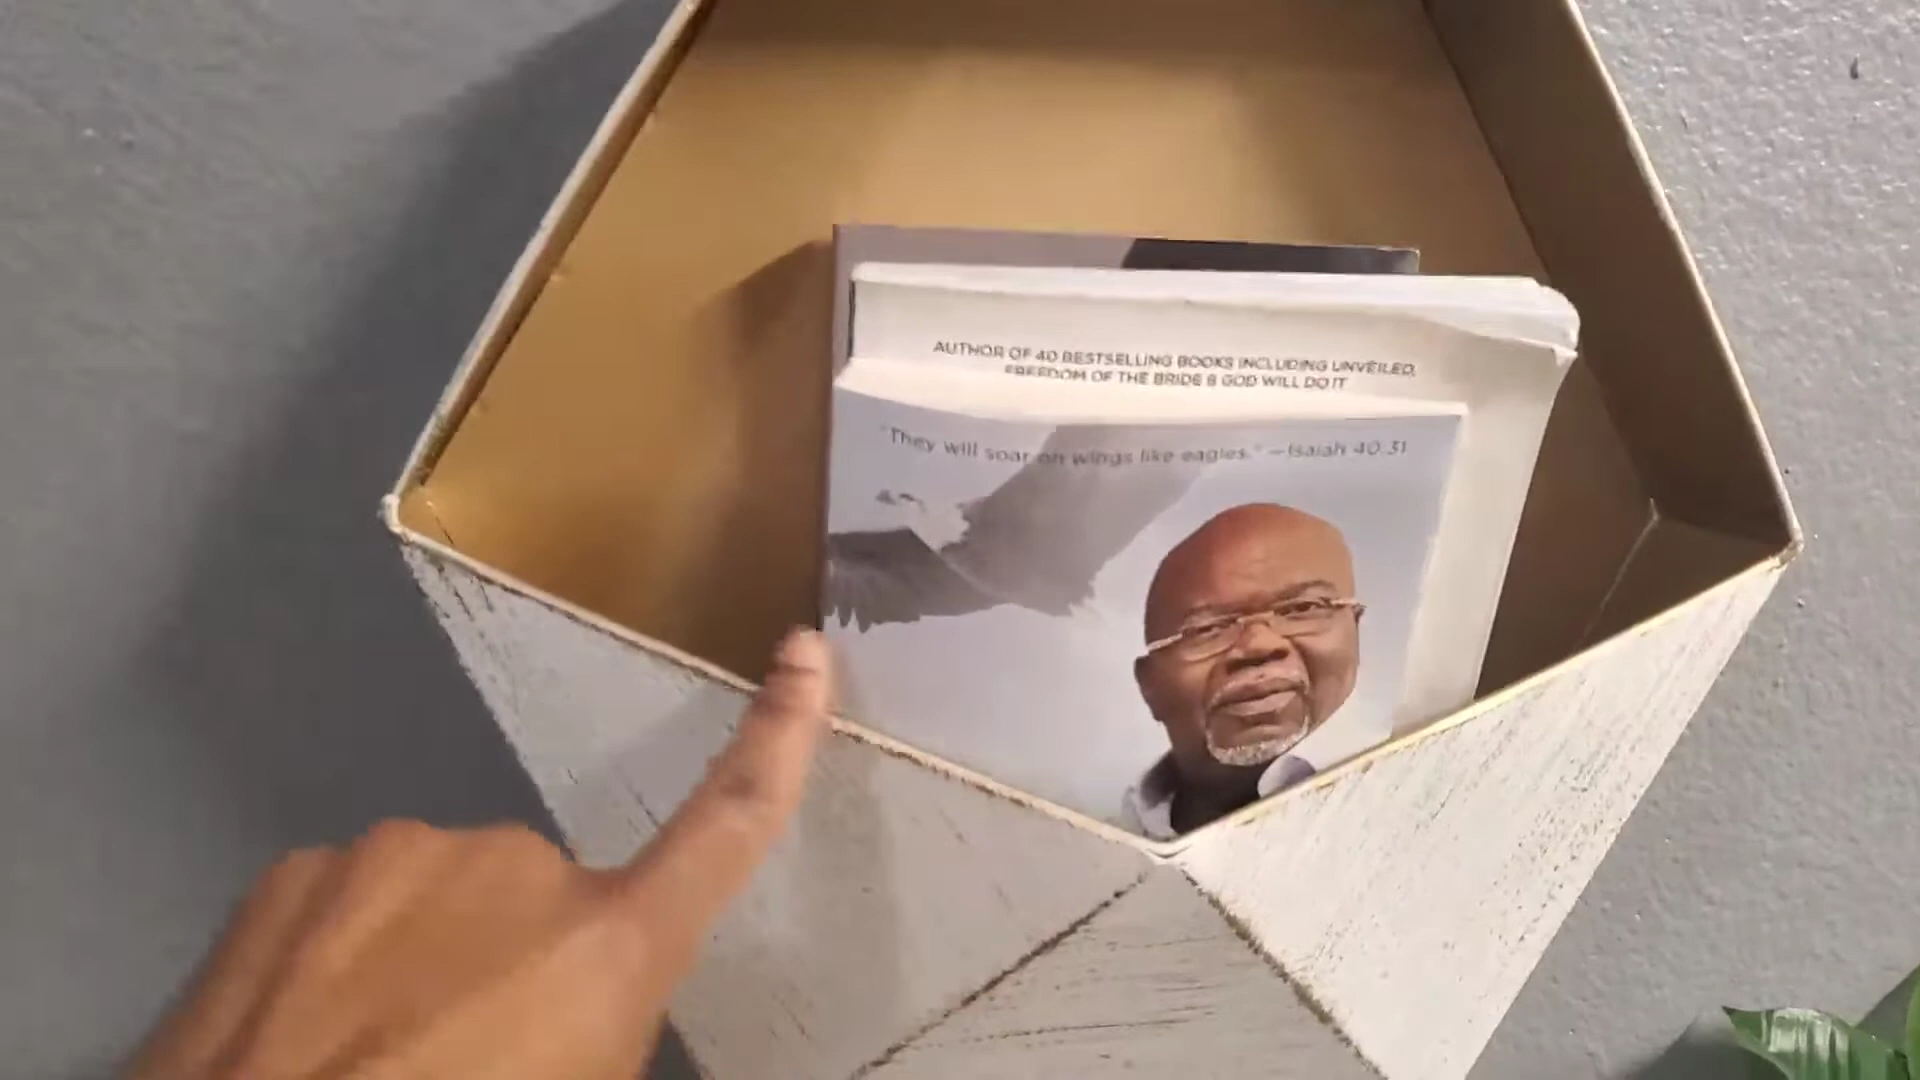 AUTHOR OF 40 BESTSELLING BOOKS INCLUDING UNVEILED,
FREEDOM OF THE BRIDE & GOD WILL DO IT
"They will soar on wings like eagles." —Isaiah 40:31